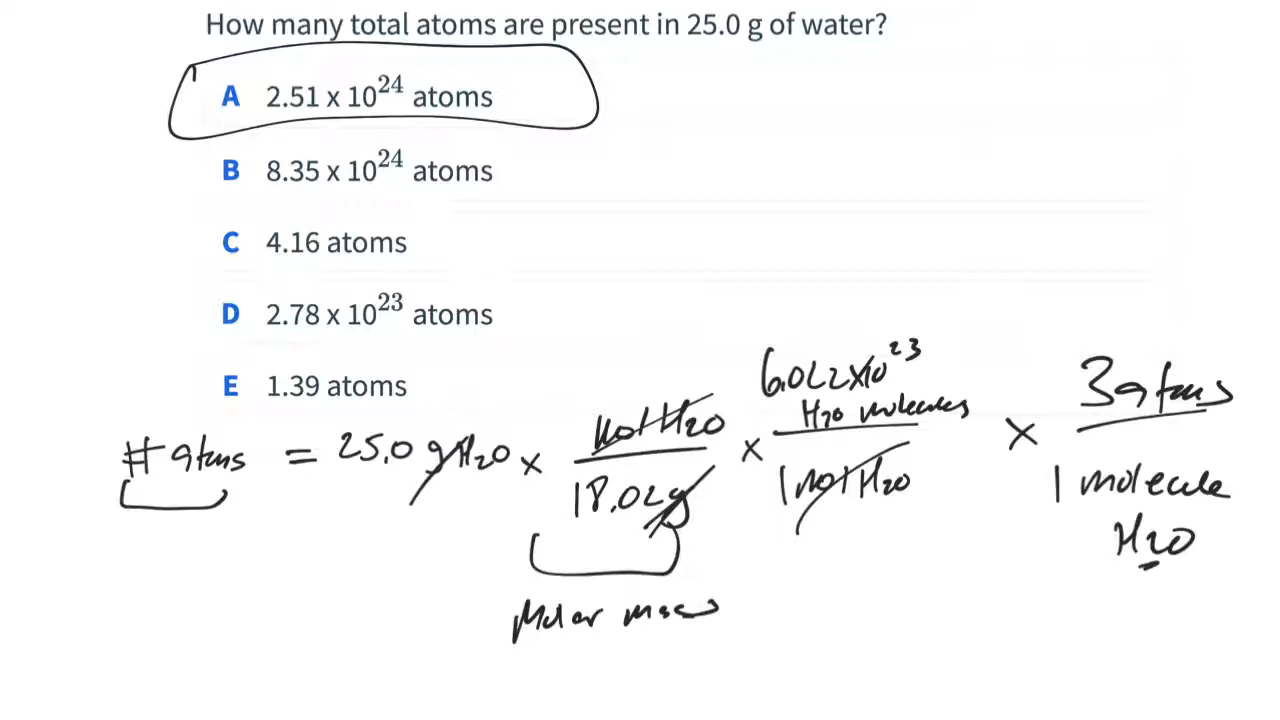 How many total atoms are present in 25.0 g of water?
A 2.51 x 10^24 atoms
B 8.35 x 10^24 atoms
C 4.16 atoms
D 2.78 x 10^23 atoms
E 1.39 atoms
# atoms = 25.0 g H2O x mol H2O / 18.02g x 6.022x10^23 H2O molecules / 1 mol H2O x 3 atoms / 1 molecule H2O
Molar mass